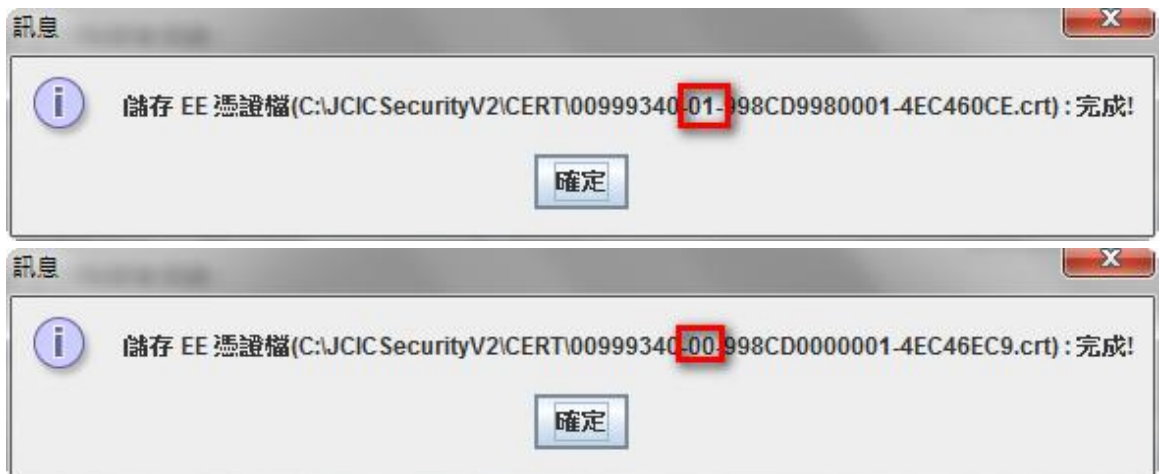 訊息
X
i
儲存 EE 憑證檔(C:\JCICSecurityV2\CERT\00999340-01-998CD9980001-4EC460CE.crt) : 完成!
確定
訊息
X
i
儲存 EE 憑證檔(C:\JCICSecurityV2\CERT\00999340-00-998CD0000001-4EC46EC9.crt) : 完成!
確定